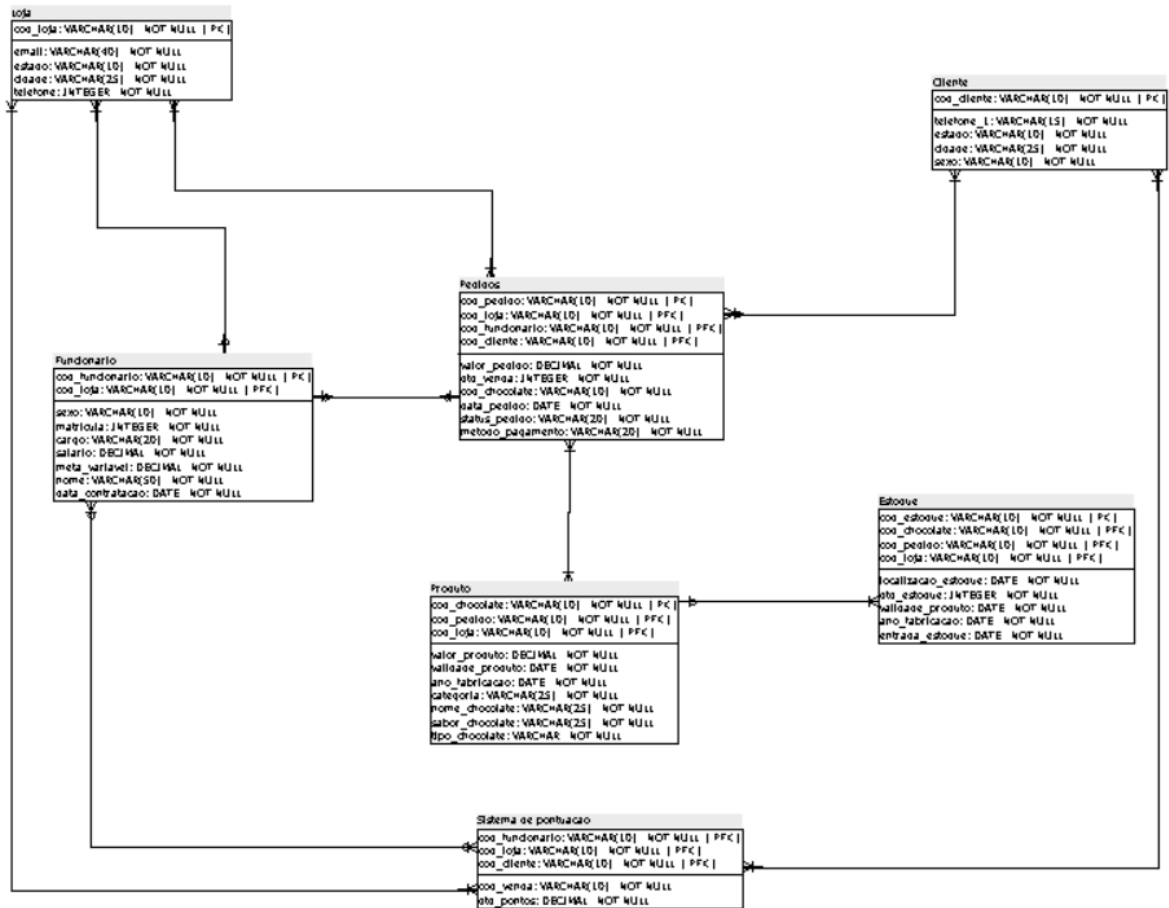 Loja
cod_loja: VARCHAR(10) NOT NULL [ PK ]
email: VARCHAR(40) NOT NULL
estado: VARCHAR(10) NOT NULL
cidade: VARCHAR(25) NOT NULL
telefone: INTEGER NOT NULL
Cliente
cod_cliente: VARCHAR(10) NOT NULL [ PK ]
telefone_1: VARCHAR(15) NOT NULL
estado: VARCHAR(10) NOT NULL
cidade: VARCHAR(25) NOT NULL
sexo: VARCHAR(10) NOT NULL
Pedidos
cod_pedido: VARCHAR(10) NOT NULL [ PK ]
cod_loja: VARCHAR(10) NOT NULL [ PFK ]
cod_funcionario: VARCHAR(10) NOT NULL [ PFK ]
cod_cliente: VARCHAR(10) NOT NULL [ PFK ]
valor_pedido: DECIMAL NOT NULL
qtd_venda: INTEGER NOT NULL
cod_chocolate: VARCHAR(10) NOT NULL
data_pedido: DATE NOT NULL
status_pedido: VARCHAR(20) NOT NULL
metodo_pagamento: VARCHAR(20) NOT NULL
Funcionario
cod_funcionario: VARCHAR(10) NOT NULL [ PK ]
cod_loja: VARCHAR(10) NOT NULL [ PFK ]
sexo: VARCHAR(10) NOT NULL
matricula: INTEGER NOT NULL
cargo: VARCHAR(20) NOT NULL
salario: DECIMAL NOT NULL
meta_variavel: DECIMAL NOT NULL
nome: VARCHAR(50) NOT NULL
data_contratacao: DATE NOT NULL
Estoque
cod_estoque: VARCHAR(10) NOT NULL [ PK ]
cod_chocolate: VARCHAR(10) NOT NULL [ PFK ]
cod_pedido: VARCHAR(10) NOT NULL [ PFK ]
cod_loja: VARCHAR(10) NOT NULL [ PFK ]
localizacao_estoque: DATE NOT NULL
qtd_estoque: INTEGER NOT NULL
validade_produto: DATE NOT NULL
ano_fabricacao: DATE NOT NULL
entrada_estoque: DATE NOT NULL
Produto
cod_chocolate: VARCHAR(10) NOT NULL [ PK ]
cod_pedido: VARCHAR(10) NOT NULL [ PFK ]
cod_loja: VARCHAR(10) NOT NULL [ PFK ]
valor_produto: DECIMAL NOT NULL
validade_produto: DATE NOT NULL
ano_fabricacao: DATE NOT NULL
categoria: VARCHAR(25) NOT NULL
nome_chocolate: VARCHAR(25) NOT NULL
sabor_chocolate: VARCHAR(25) NOT NULL
tipo_chocolate: VARCHAR NOT NULL
Sistema de pontuacao
cod_funcionario: VARCHAR(10) NOT NULL [ PFK ]
cod_loja: VARCHAR(10) NOT NULL [ PFK ]
cod_cliente: VARCHAR(10) NOT NULL [ PFK ]
cod_venda: VARCHAR(10) NOT NULL
qtd_pontos: DECIMAL NOT NULL